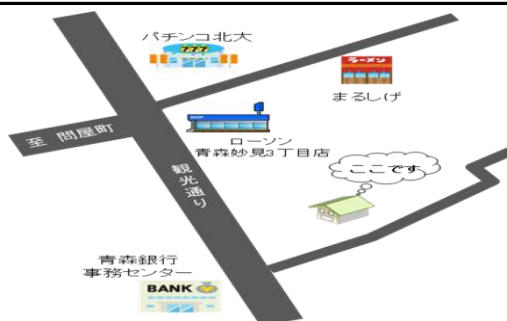 パチンコ北大
777
ラーメン
まるしげ
至 問屋町
ローソン
青森妙見3丁目店
観光通り
ここです
青森銀行
事務センター
BANK